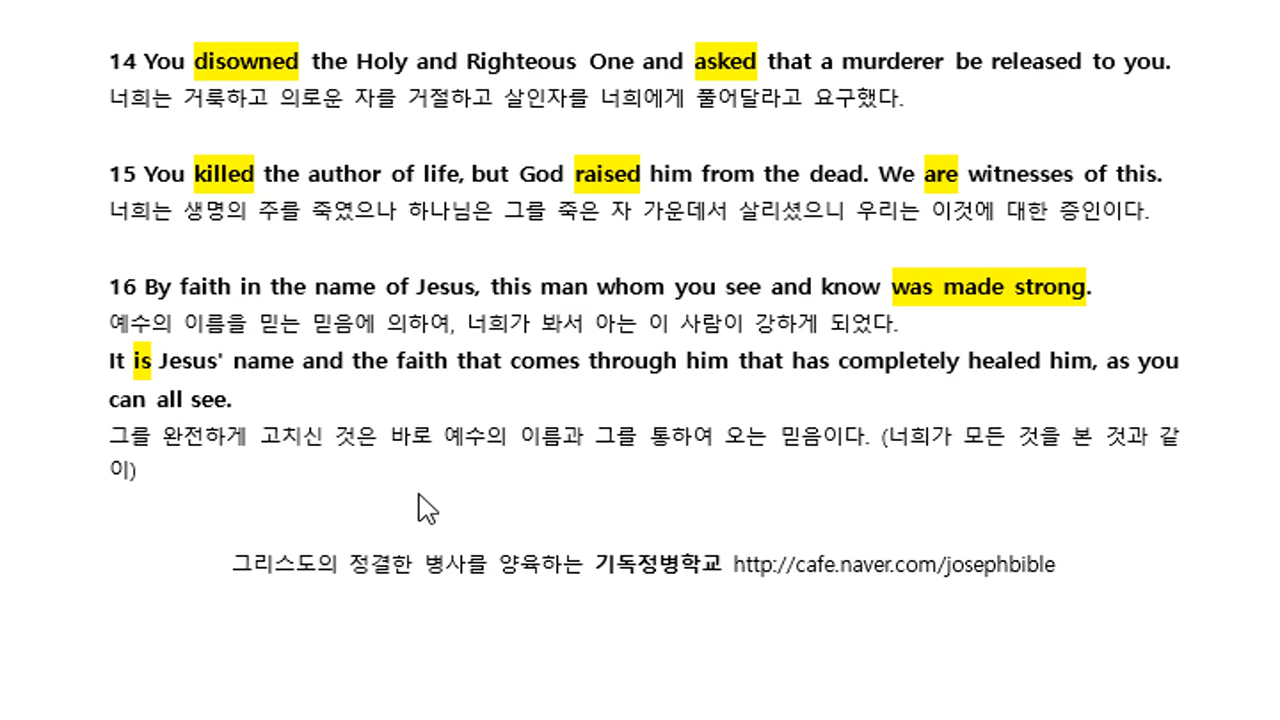 14 You disowned the Holy and Righteous One and asked that a murderer be released to you.
너희는 거룩하고 의로운 자를 거절하고 살인자를 너희에게 풀어달라고 요구했다.
15 You killed the author of life, but God raised him from the dead. We are witnesses of this.
너희는 생명의 주를 죽였으나 하나님은 그를 죽은 자 가운데서 살리셨으니 우리는 이것에 대한 증인이다.
16 By faith in the name of Jesus, this man whom you see and know was made strong.
예수의 이름을 믿는 믿음에 의하여, 너희가 봐서 아는 이 사람이 강하게 되었다.
It is Jesus' name and the faith that comes through him that has completely healed him, as you
can all see.
그를 완전하게 고치신 것은 바로 예수의 이름과 그를 통하여 오는 믿음이다. (너희가 모든 것을 본 것과 같
이)
그리스도의 정결한 병사를 양육하는 기독정병학교 http://cafe.naver.com/josephbible